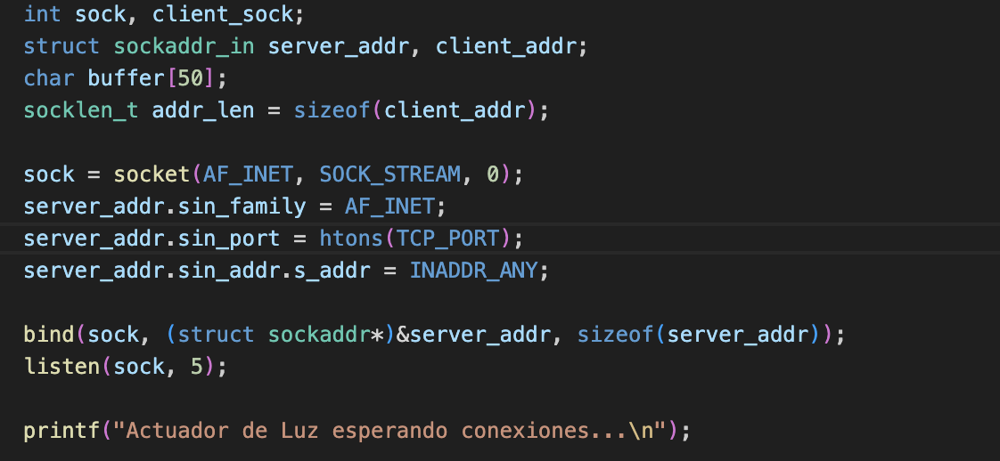 int sock, client_sock;
struct sockaddr_in server_addr, client_addr;
char buffer[50];
socklen_t addr_len = sizeof(client_addr);
sock = socket(AF_INET, SOCK_STREAM, 0);
server_addr.sin_family = AF_INET;
server_addr.sin_port = htons(TCP_PORT);
server_addr.sin_addr.s_addr = INADDR_ANY;
bind(sock, (struct sockaddr*)&server_addr, sizeof(server_addr));
listen(sock, 5);
printf("Actuador de Luz esperando conexiones...\n");